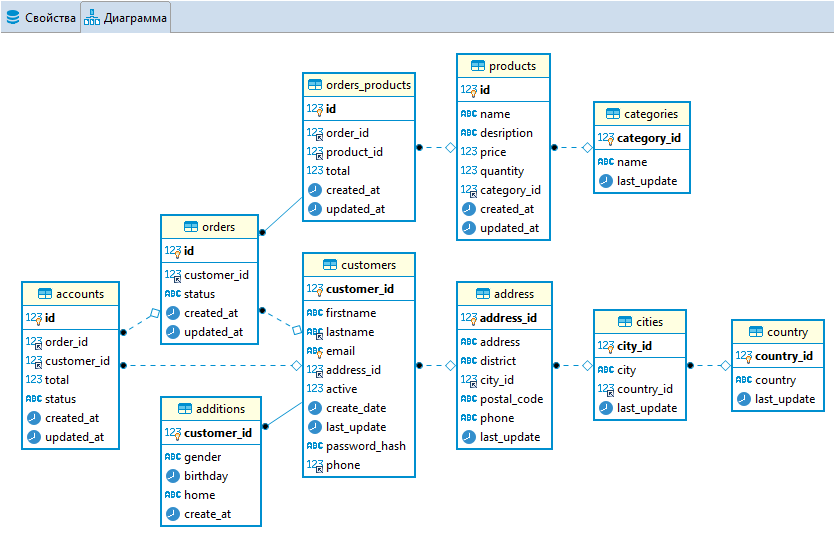 Свойства
Диаграмма
accounts
123 id
123 order_id
123 customer_id
123 total
ABC status
created_at
updated_at
orders
123 id
123 customer_id
ABC status
created_at
updated_at
additions
123 customer_id
ABC gender
birthday
ABC home
create_at
orders_products
123 id
123 order_id
123 product_id
123 total
created_at
updated_at
customers
123 customer_id
ABC firstname
ABC lastname
ABC email
123 address_id
123 active
create_date
last_update
ABC password_hash
123 phone
products
123 id
ABC name
ABC desription
123 price
123 quantity
123 category_id
created_at
updated_at
address
123 address_id
ABC address
ABC district
123 city_id
ABC postal_code
ABC phone
last_update
categories
123 category_id
ABC name
last_update
cities
123 city_id
ABC city
123 country_id
last_update
country
123 country_id
ABC country
last_update